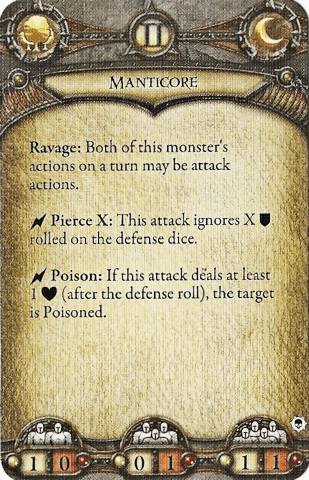 II
MANTICORE
Ravage: Both of this monster's
actions on a turn may be attack
actions.
Pierce X: This attack ignores X
rolled on the defense dice.
Poison: If this attack deals at least
1 (after the defense roll), the target
is Poisoned.
1 0 0 1 1 1